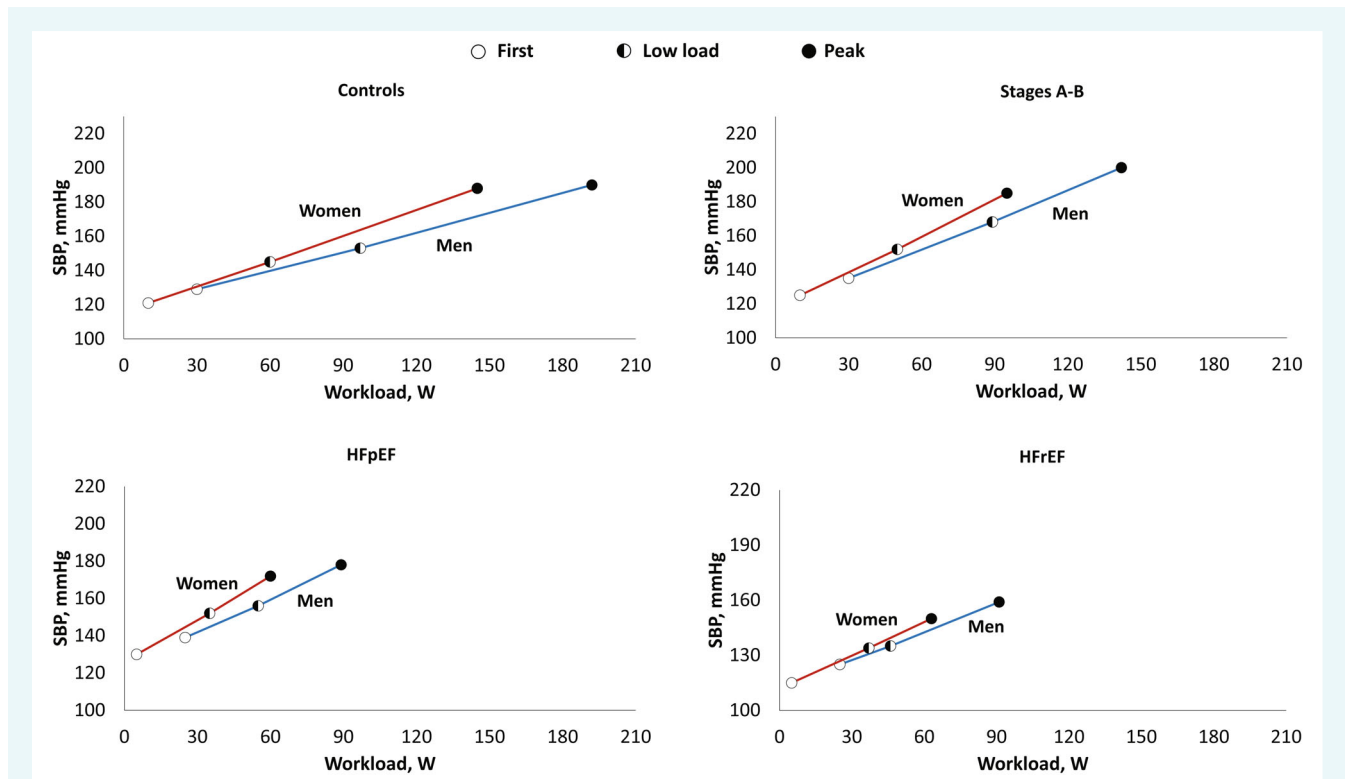 First Low load Peak
Controls
220
200
180
160
140
120
100
SBP, mmHg
Women
Men
0 30 60 90 120 150 180 210
Workload, W
Stages A-B
220
200
180
160
140
120
100
SBP, mmHg
Women
Men
0 30 60 90 120 150 180 210
Workload, W
HFpEF
220
200
180
160
140
120
100
SBP, mmHg
Women
Men
0 30 60 90 120 150 180 210
Workload, W
HFrEF
220
190
160
130
100
SBP, mmHg
Women
Men
0 30 60 90 120 150 180 210
Workload, W